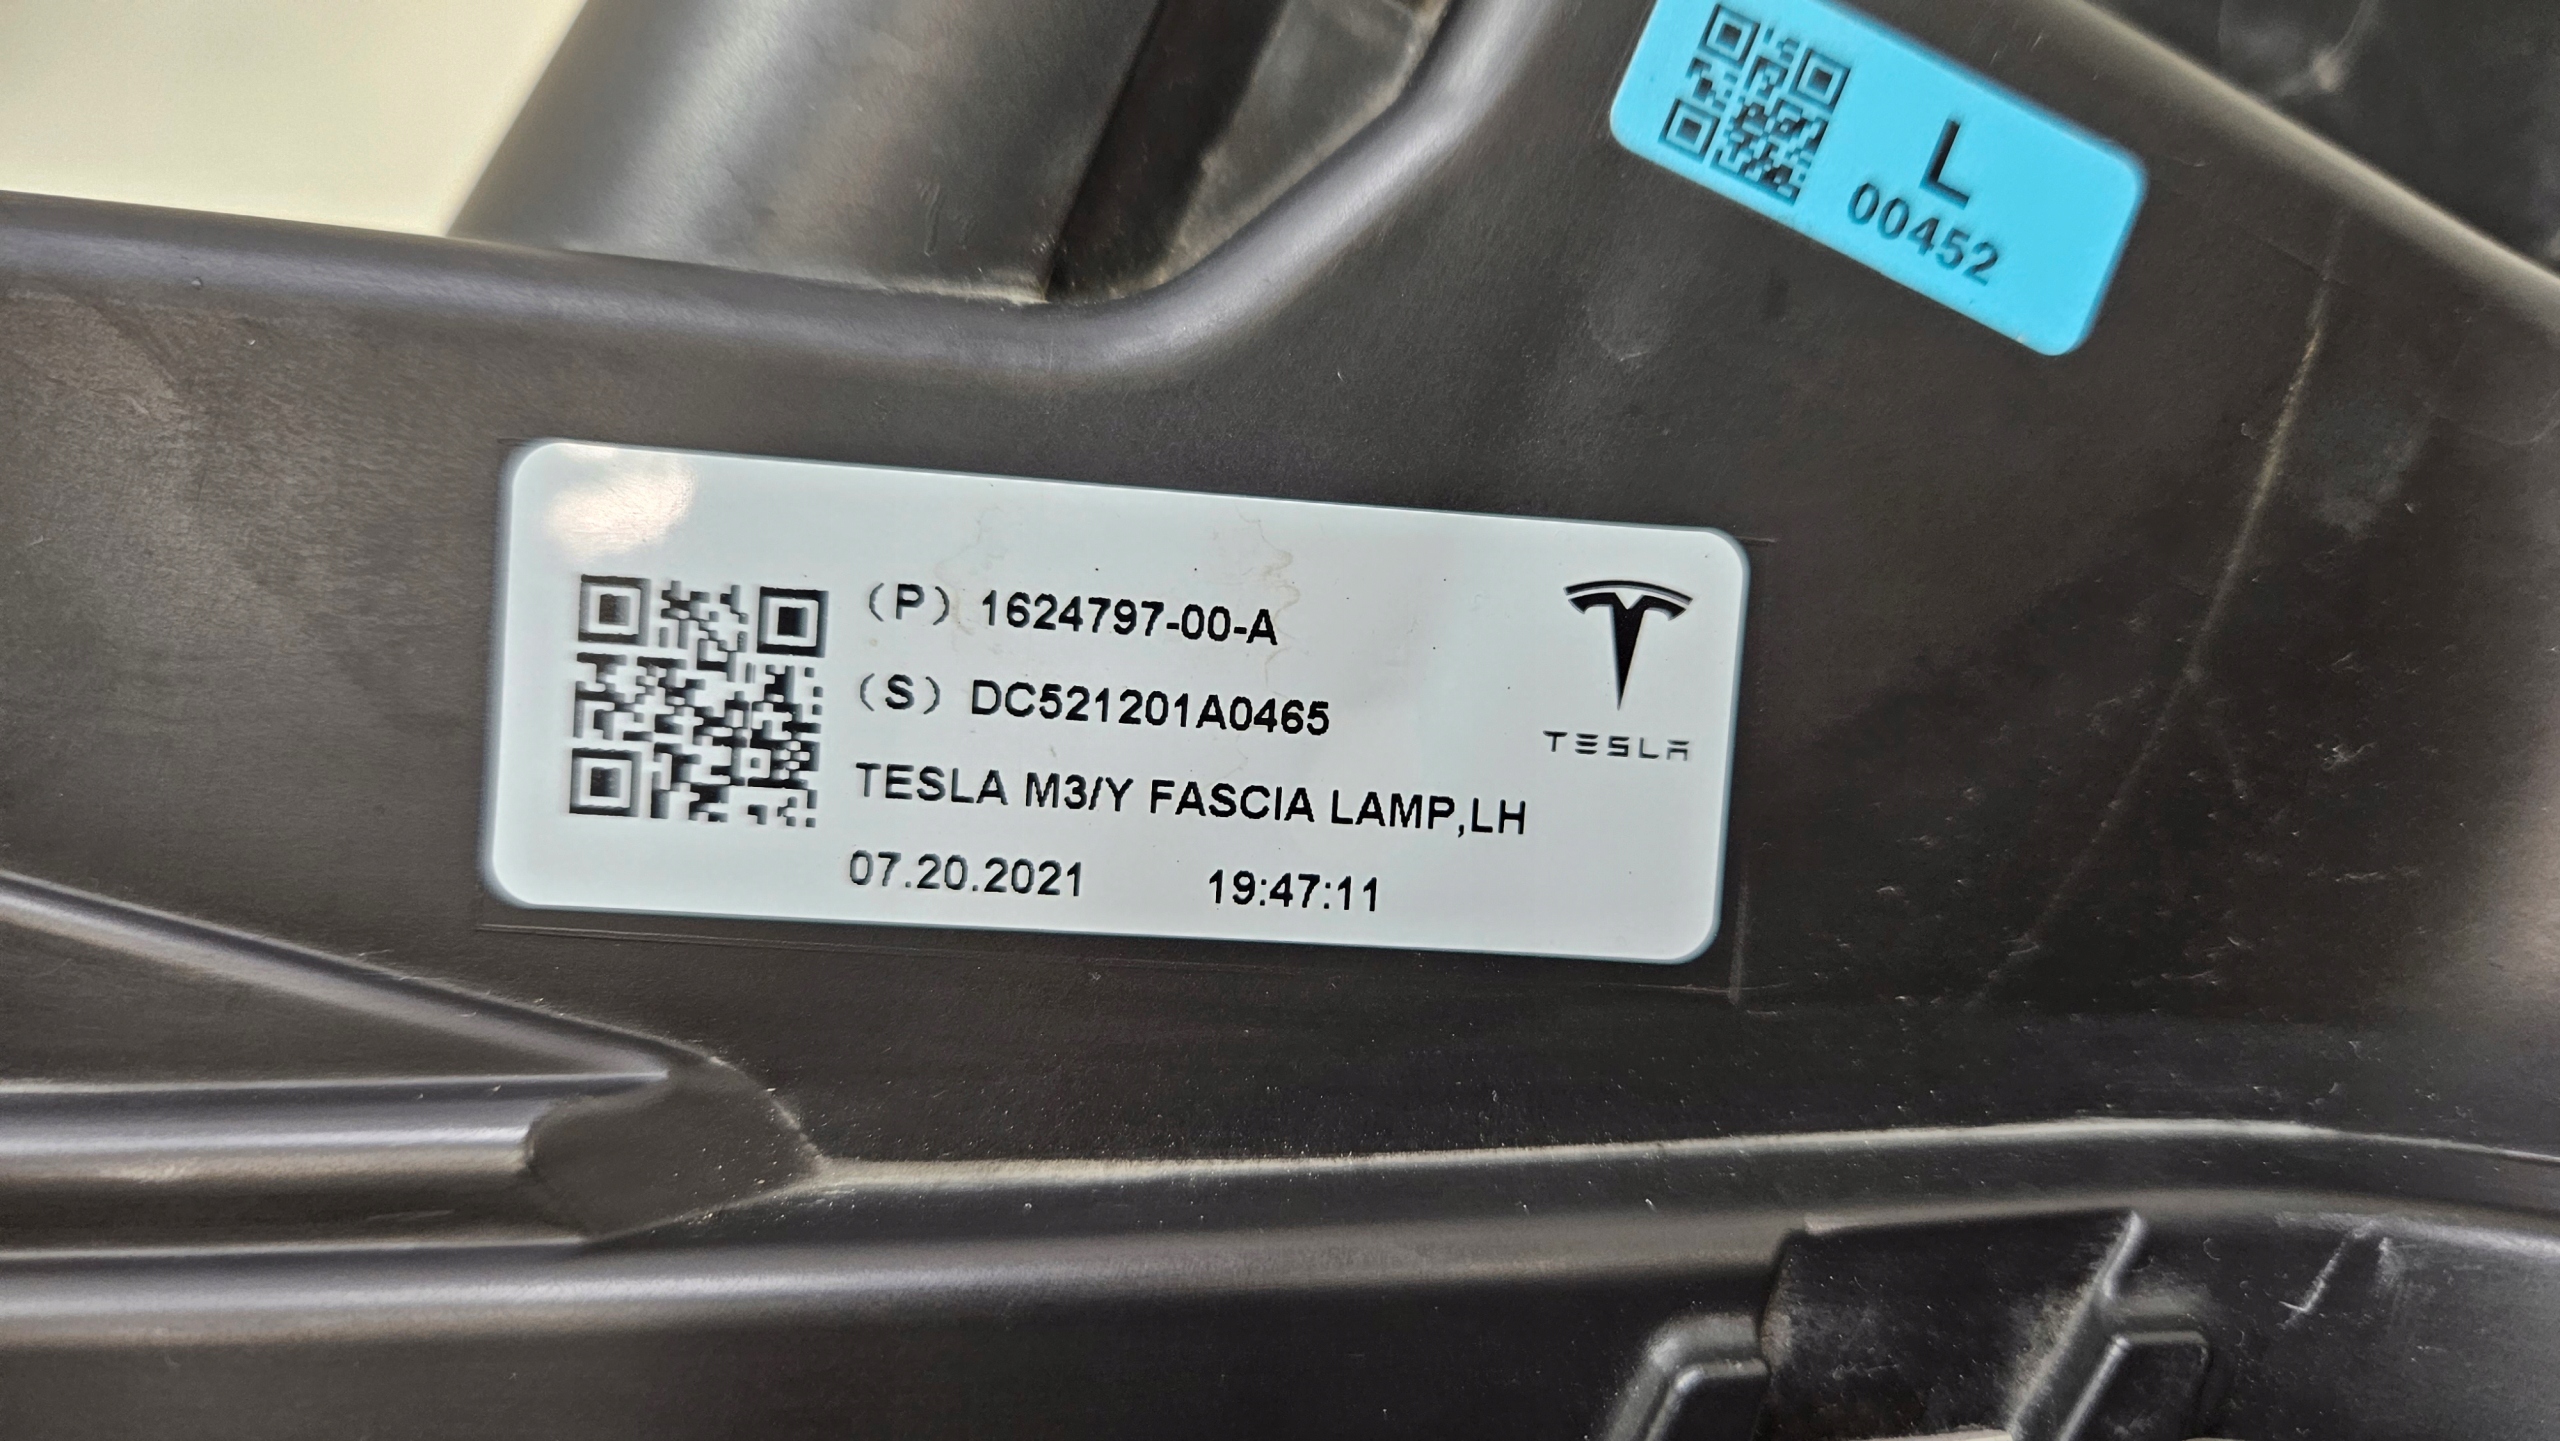 L
00452
(P) 1624797-00-A
(S) DC521201A0465
TESLA M3/Y FASCIA LAMP,LH
07.20.2021 19:47:11
TESLA